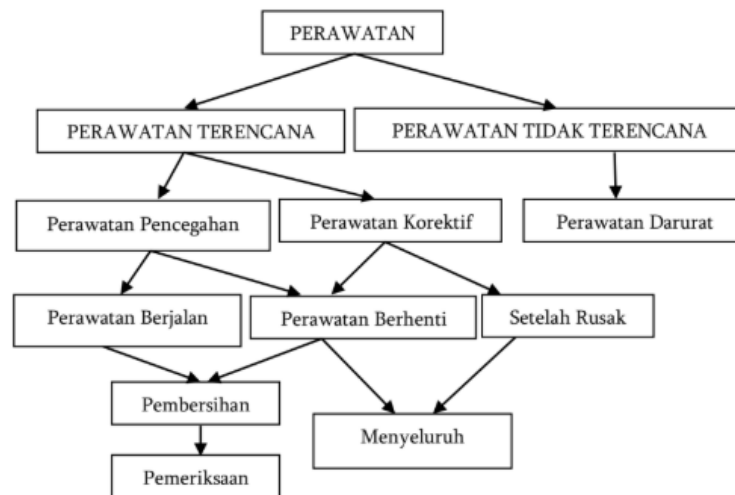 PERAWATAN
PERAWATAN TERENCANA
PERAWATAN TIDAK TERENCANA
Perawatan Pencegahan
Perawatan Korektif
Perawatan Darurat
Perawatan Berjalan
Perawatan Berhenti
Setelah Rusak
Pembersihan
Menyeluruh
Pemeriksaan